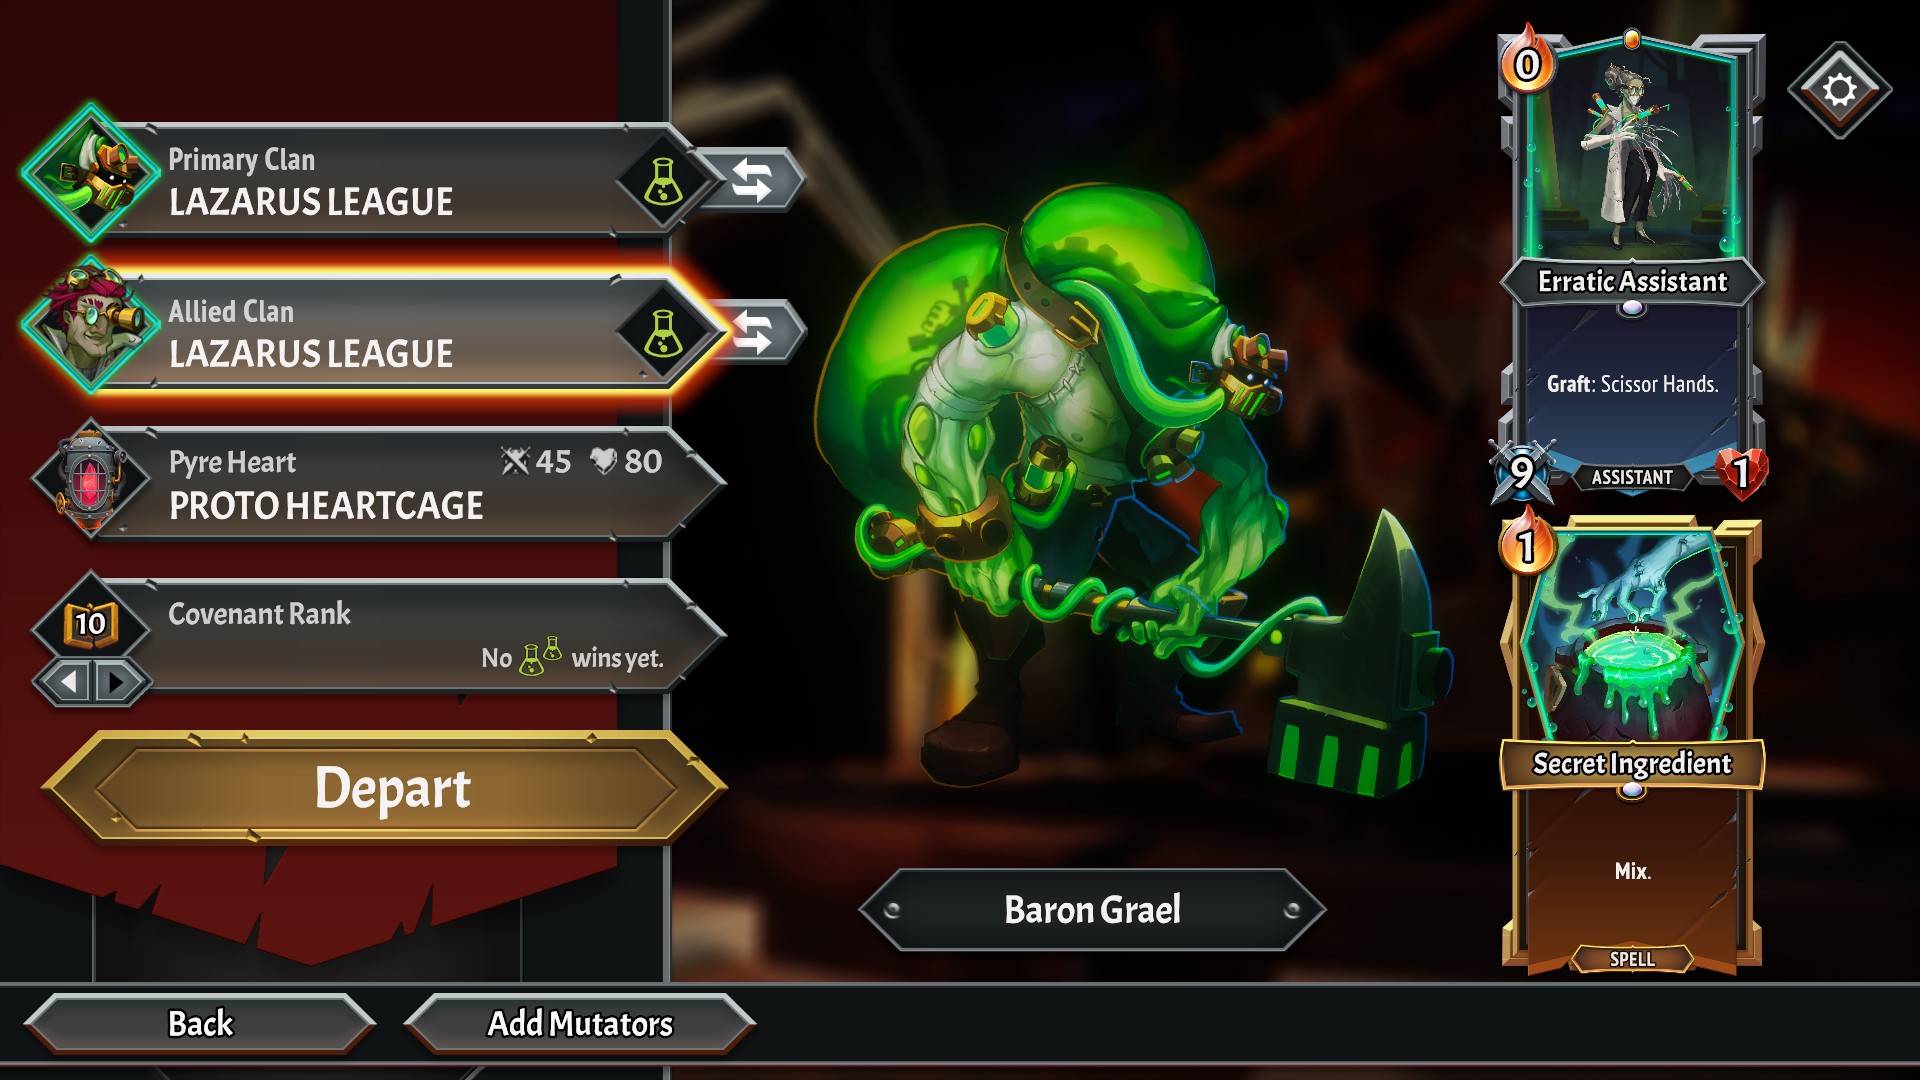 Primary Clan
LAZARUS LEAGUE
Allied Clan
LAZARUS LEAGUE
Pyre Heart 45 80
PROTO HEARTCAGE
10
Covenant Rank
No wins yet.
Depart
Back
Add Mutators
Baron Grael
0
Erratic Assistant
Graft: Scissor Hands.
9 ASSISTANT 1
1
Secret Ingredient
Mix.
SPELL